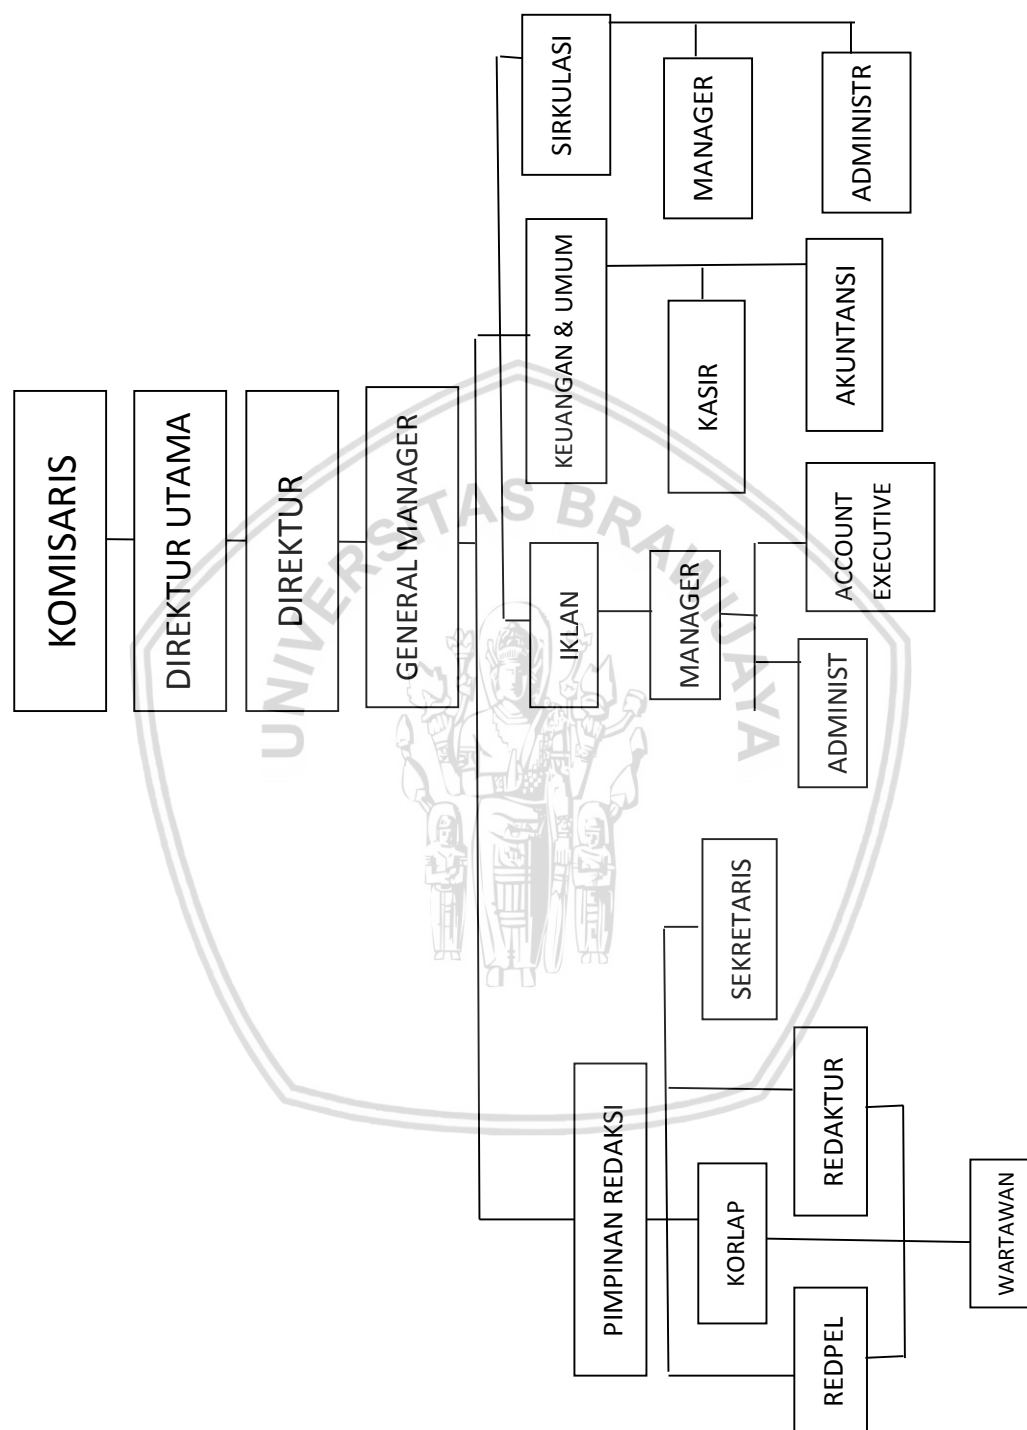 KOMISARIS
DIREKTUR UTAMA
DIREKTUR
GENERAL MANAGER
PIMPINAN REDAKSI
IKLAN
KEUANGAN & UMUM
SIRKULASI
REDPEL
KORLAP
REDAKTUR
SEKRETARIS
WARTAWAN
MANAGER
ADMINIST
ACCOUNT
EXECUTIVE
KASIR
AKUNTANSI
MANAGER
ADMINISTR
UNIVERSITAS BRAWIJAYA